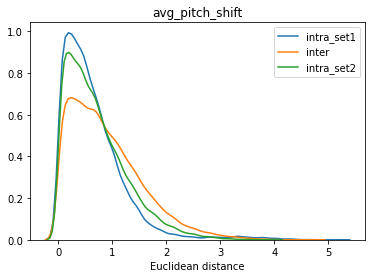 avg_pitch_shift
intra_set1
inter
intra_set2
1.0
0.8
0.6
0.4
0.2
0.0
0 1 2 3 4 5
Euclidean distance